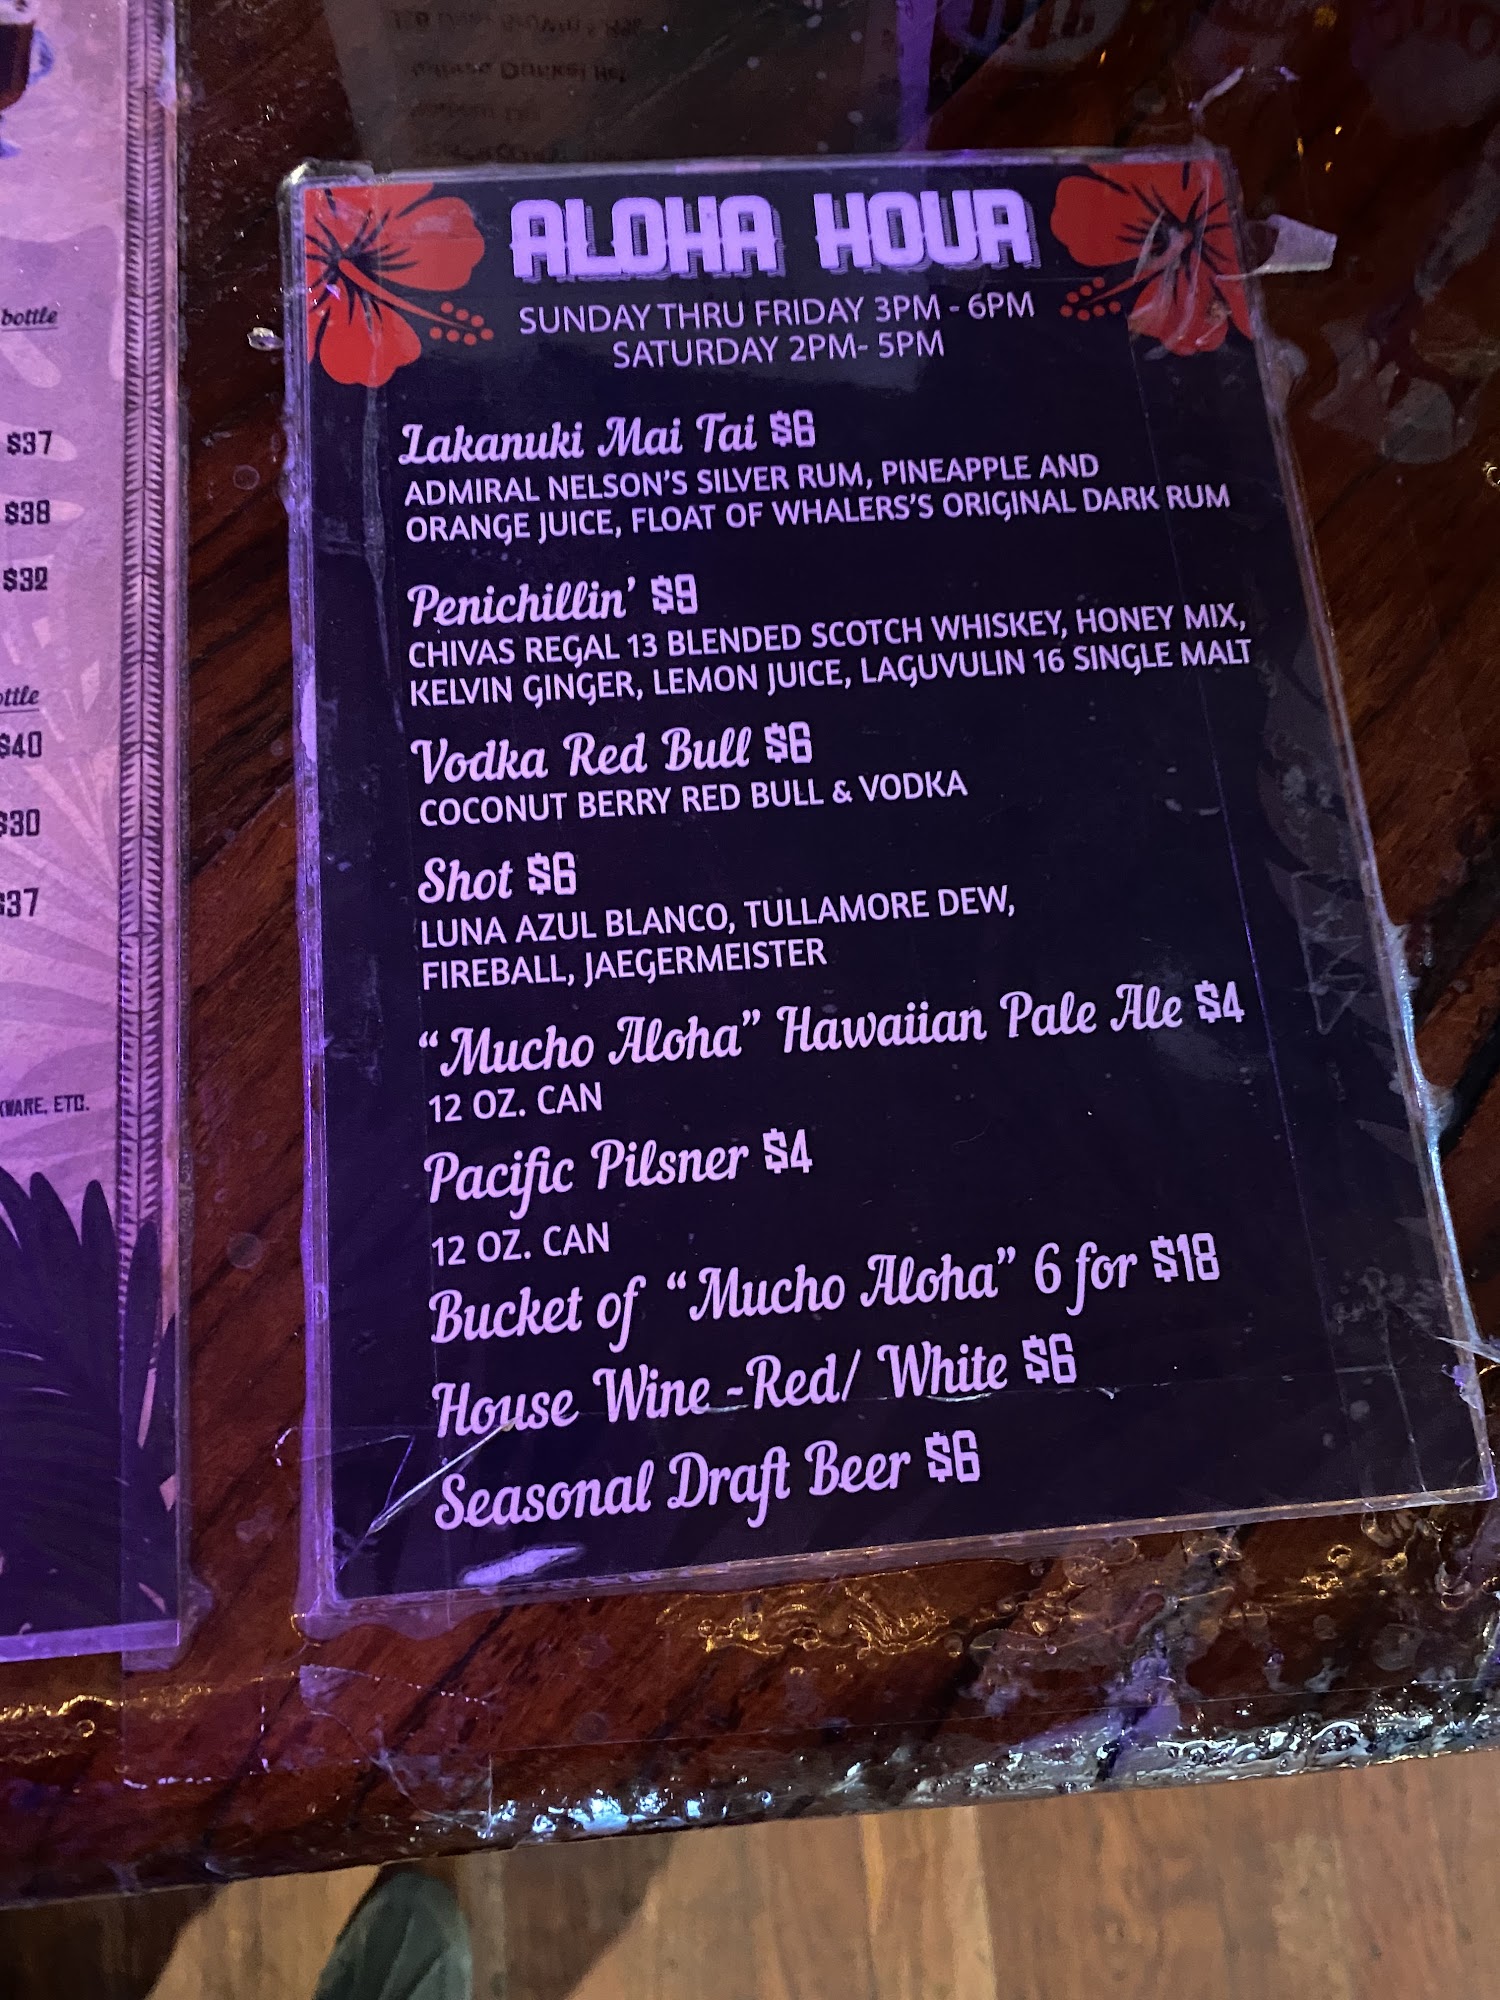 bottle
$37
$38
$32
ttle
$40
$30
$37
KWARE, ETC.
ALOHA HOUR
SUNDAY THRU FRIDAY 3PM - 6PM
SATURDAY 2PM- 5PM
Lakanuki Mai Tai $6
ADMIRAL NELSON'S SILVER RUM, PINEAPPLE AND
ORANGE JUICE, FLOAT OF WHALERS'S ORIGINAL DARK RUM
Penichillin' $9
CHIVAS REGAL 13 BLENDED SCOTCH WHISKEY, HONEY MIX,
KELVIN GINGER, LEMON JUICE, LAGUVULIN 16 SINGLE MALT
Vodka Red Bull $6
COCONUT BERRY RED BULL & VODKA
Shot $6
LUNA AZUL BLANCO, TULLAMORE DEW,
FIREBALL, JAEGERMEISTER
"Mucho Aloha" Hawaiian Pale Ale $4
12 OZ. CAN
Pacific Pilsner $4
12 OZ. CAN
Bucket of "Mucho Aloha" 6 for $18
House Wine -Red/ White $6
Seasonal Draft Beer $6